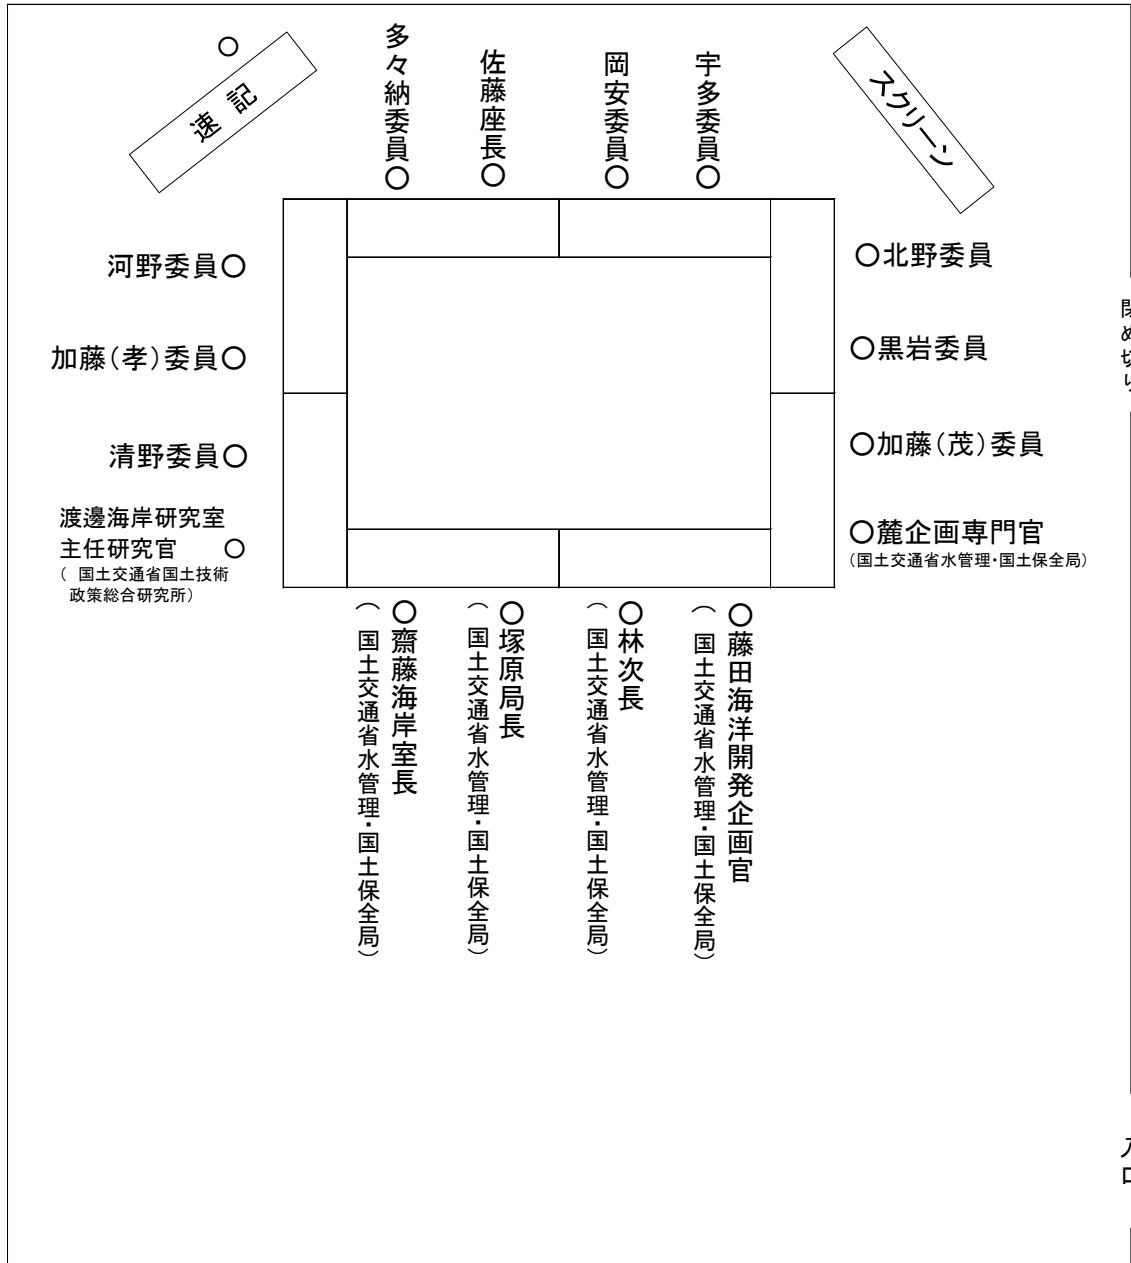 速記
多々納委員○
佐藤座長○
岡安委員○
宇多委員○
スクリーン
河野委員○
加藤(孝)委員○
清野委員○
渡邊海岸研究室
主任研究官 ○
( 国土交通省国土技術
政策総合研究所)
○北野委員
○黒岩委員
○加藤(茂)委員
○麓企画専門官
(国土交通省水管理・国土保全局)
○齋藤海岸室長
( 国土交通省水管理・国土保全局)
○塚原局長
( 国土交通省水管理・国土保全局)
○林次長
( 国土交通省水管理・国土保全局)
○藤田海洋開発企画官
( 国土交通省水管理・国土保全局)
閉め切り
入口